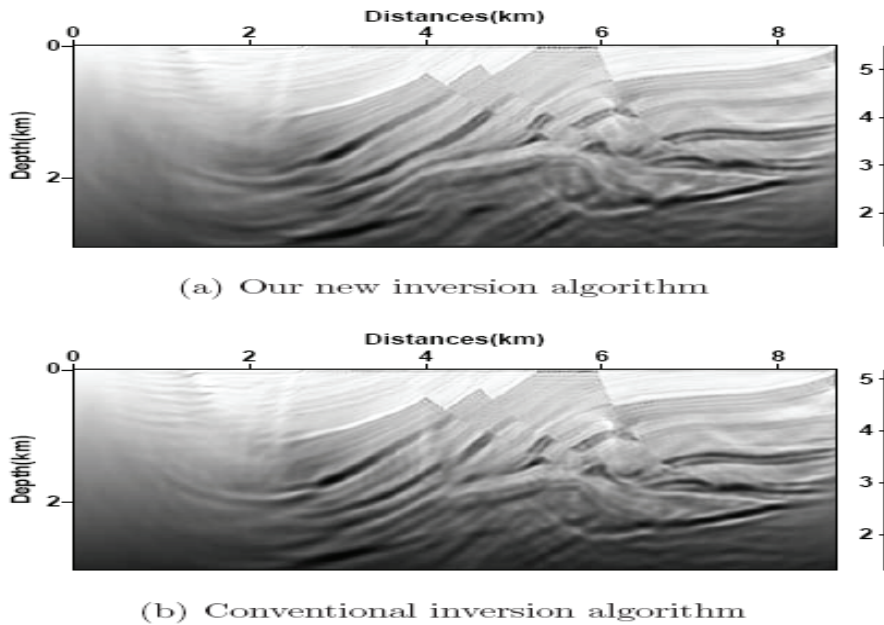 Distances(km)
0 2 4 6 8
0
Depth(km)
2
5
4
3
2
(a) Our new inversion algorithm
Distances(km)
0 2 4 6 8
0
Depth(km)
2
5
4
3
2
(b) Conventional inversion algorithm